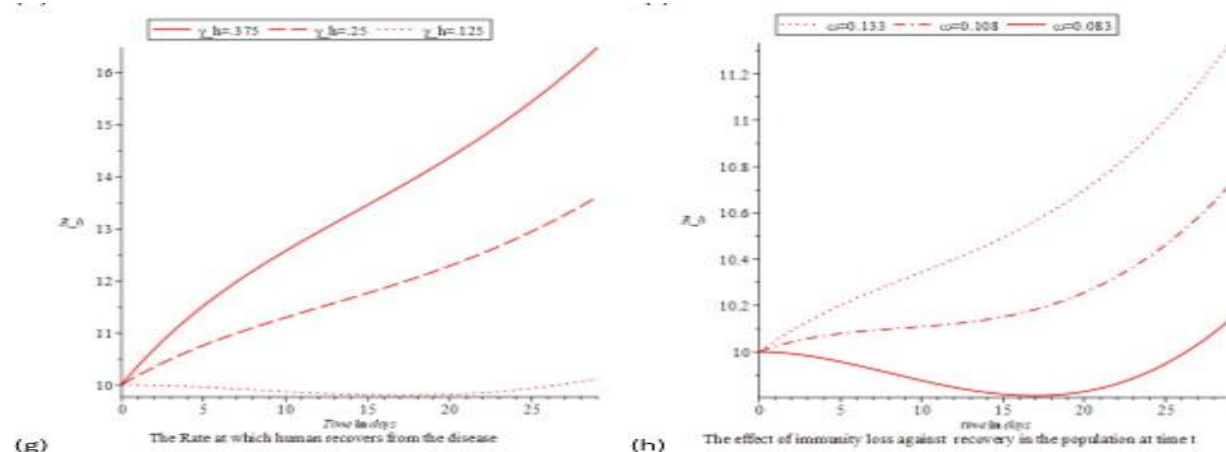 γ_h=.375 γ_h=.25 γ_h=.125
16
15
14
13
12
11
10
0 5 10 15 20 25
Time in days
The Rate at which human recovers from the disease
(g)
ω=0.133 ω=0.108 ω=0.083
11.2
11
10.8
10.6
10.4
10.2
10
0 5 10 15 20 25
time in days
The effect of immunity loss against recovery in the population at time t
(h)